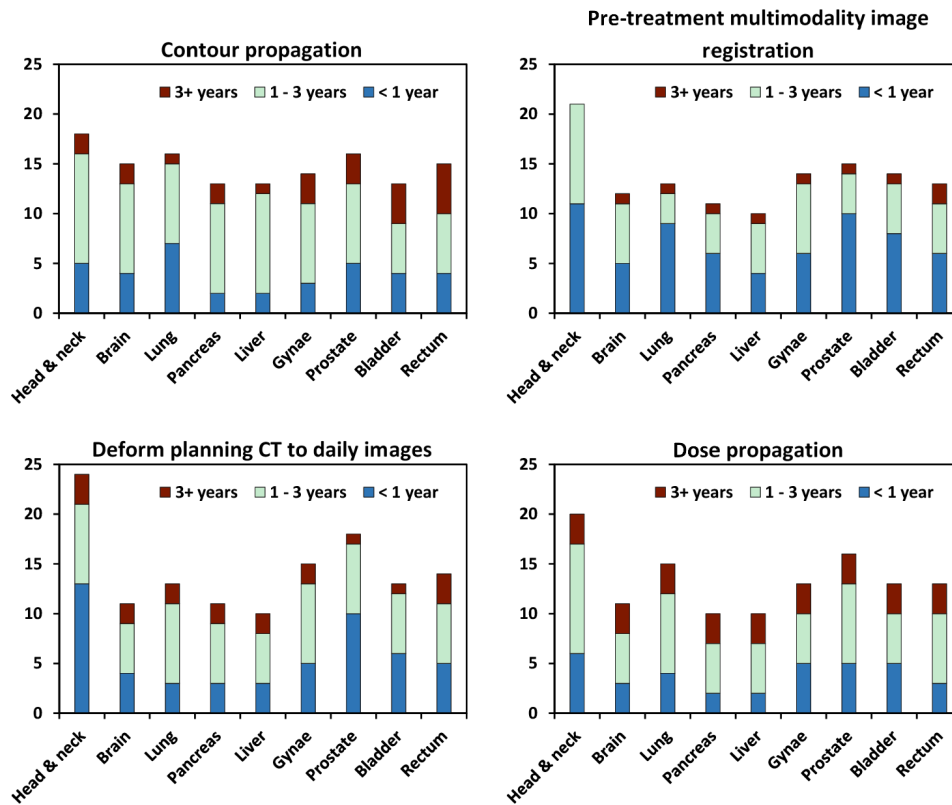 Contour propagation
3+ years 1 - 3 years < 1 year
25
20
15
10
5
0
Head & neck
Brain
Lung
Pancreas
Liver
Gynae
Prostate
Bladder
Rectum
Pre-treatment multimodality image
registration
3+ years 1 - 3 years < 1 year
25
20
15
10
5
0
Head & neck
Brain
Lung
Pancreas
Liver
Gynae
Prostate
Bladder
Rectum
Deform planning CT to daily images
3+ years 1 - 3 years < 1 year
25
20
15
10
5
0
Head & neck
Brain
Lung
Pancreas
Liver
Gynae
Prostate
Bladder
Rectum
Dose propagation
3+ years 1 - 3 years < 1 year
25
20
15
10
5
0
Head & neck
Brain
Lung
Pancreas
Liver
Gynae
Prostate
Bladder
Rectum